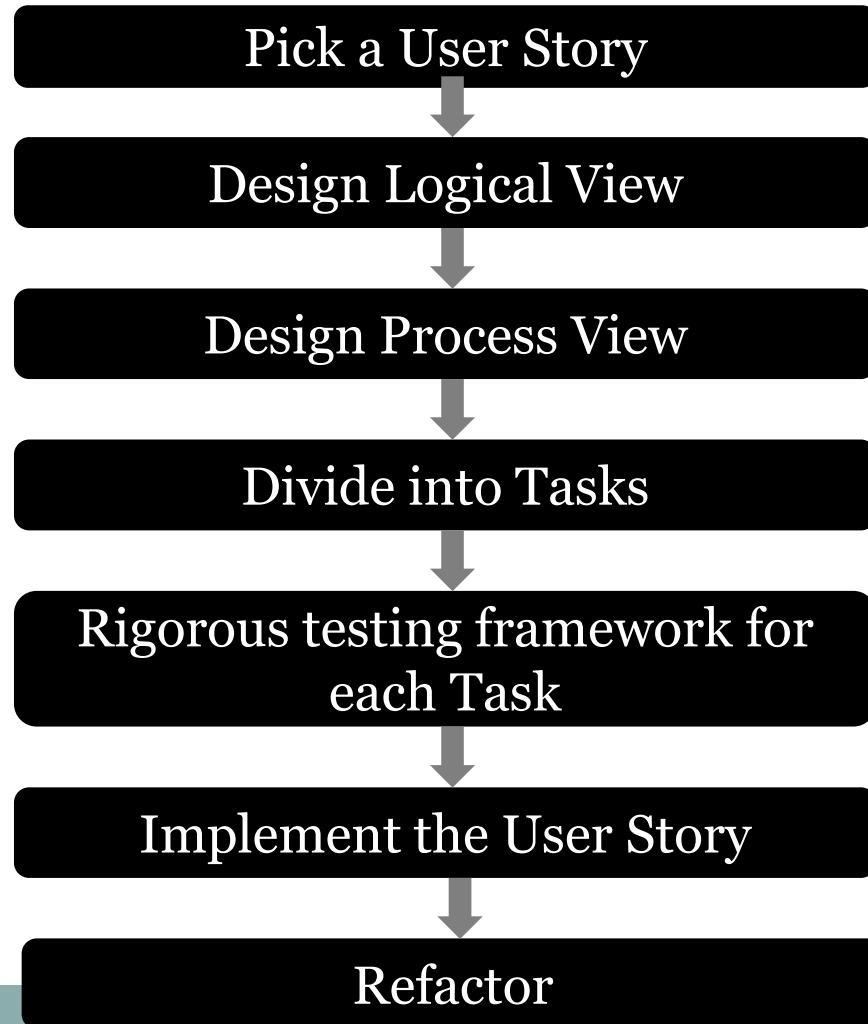 Pick a User Story
Design Logical View
Design Process View
Divide into Tasks
Rigorous testing framework for
each Task
Implement the User Story
Refactor